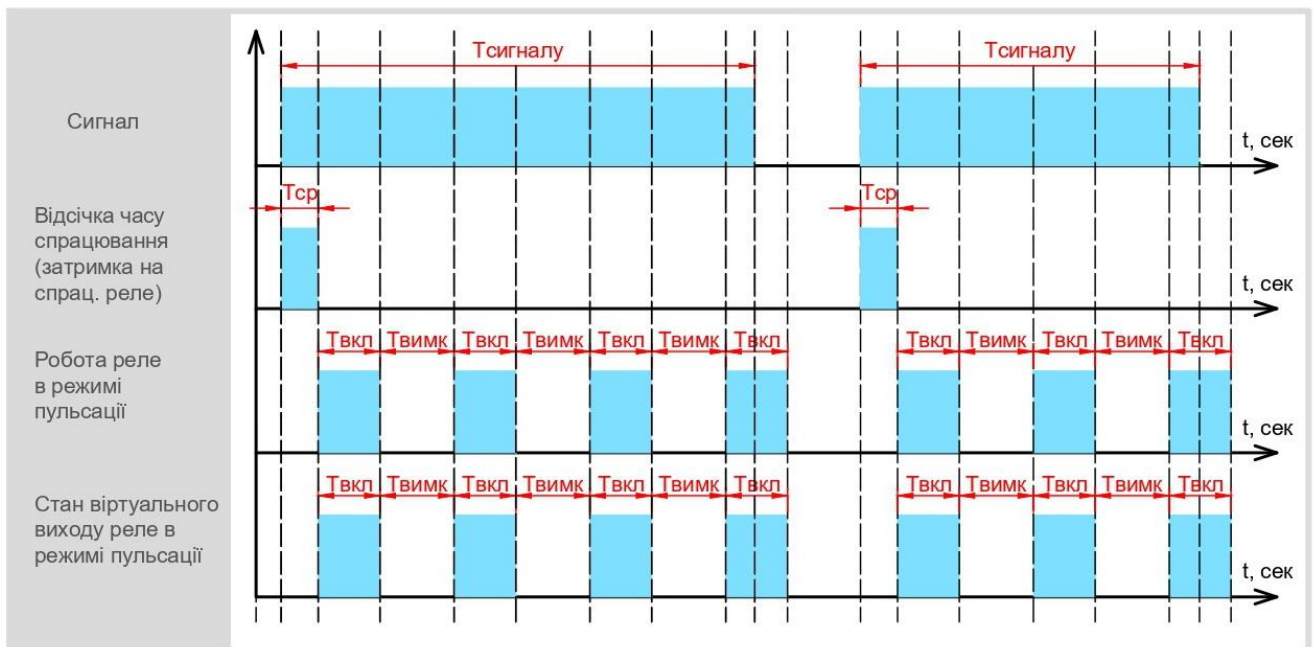 Тсигналу
Тсигналу
Сигнал
t, сек
Тср
Тср
Відсічка часу
спрацювання
(затримка на
спрац. реле)
t, сек
Твкл Твимк Твкл Твимк Твкл Твимк Твкл
Твкл Твимк Твкл Твимк Твкл
Робота реле
в режимі
пульсації
t, сек
Твкл Твимк Твкл Твимк Твкл Твимк Твкл
Твкл Твимк Твкл Твимк Твкл
Стан віртуального
виходу реле в
режимі пульсації
t, сек